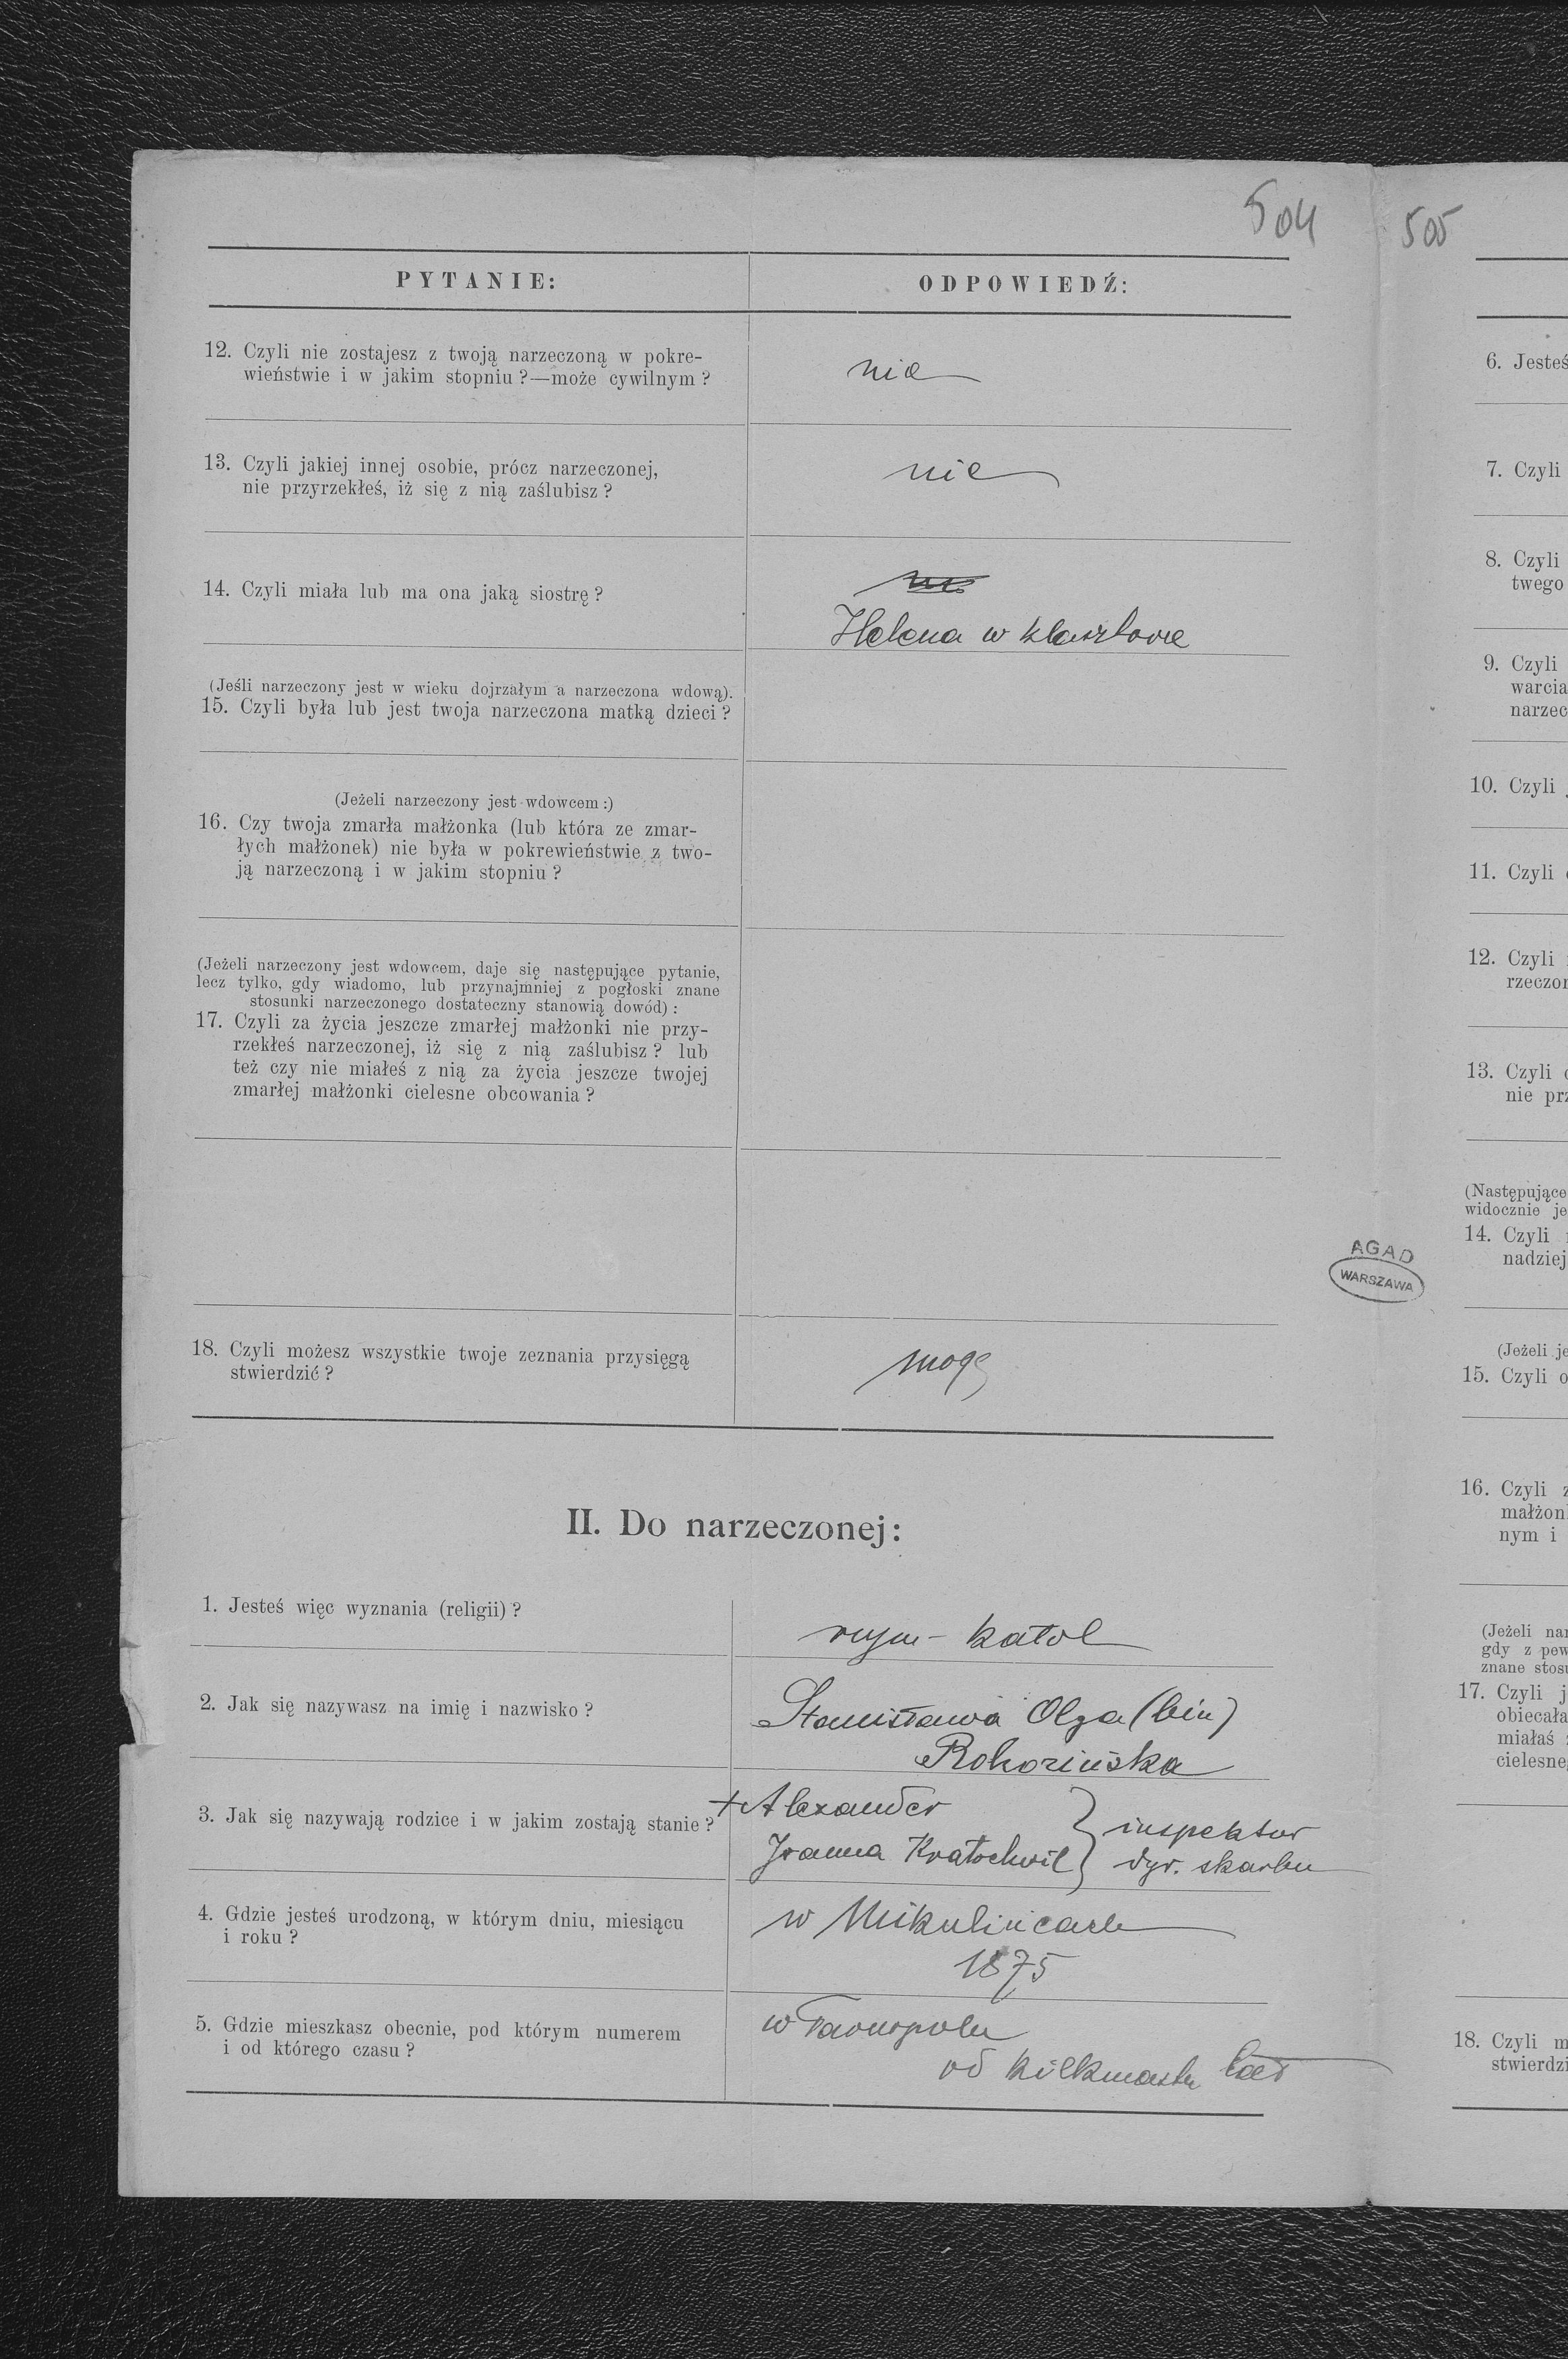 504
505
PYTANIE:
ODPOWIEDŹ:
12. Czyli nie zostajesz z twoją narzeczoną w pokre-
wieństwie i w jakim stopniu?—może cywilnym?
nie
13. Czyli jakiej innej osobie, prócz narzeczonej,
nie przyrzekłeś, iż się z nią zaślubisz?
nie
14. Czyli miała lub ma ona jaką siostrę?
Helena w klasztorze
(Jeśli narzeczony jest w wieku dojrzałym a narzeczona wdową).
15. Czyli była lub jest twoja narzeczona matką dzieci?
(Jeżeli narzeczony jest wdowcem:)
16. Czy twoja zmarła małżonka (lub która ze zmar-
łych małżonek) nie była w pokrewieństwie z two-
ją narzeczoną i w jakim stopniu?
(Jeżeli narzeczony jest wdowcem, daje się następujące pytanie,
lecz tylko, gdy wiadomo, lub przynajmniej z pogłoski znane
stosunki narzeczonego dostateczny stanowią dowód):
17. Czyli za życia jeszcze zmarłej małżonki nie przy-
rzekłeś narzeczonej, iż się z nią zaślubisz? lub
też czy nie miałeś z nią za życia jeszcze twojej
zmarłej małżonki cielesne obcowania?
18. Czyli możesz wszystkie twoje zeznania przysięgą
stwierdzić?
mogę
II. Do narzeczonej:
1. Jesteś więc wyznania (religii)?
rzym-katol
2. Jak się nazywasz na imię i nazwisko?
Stanisława Olga (bin)
Rohozińska
3. Jak się nazywają rodzice i w jakim zostają stanie?
+ Alexander
Joanna Kratochwil } inspektor
dyr. skarbu
4. Gdzie jesteś urodzoną, w którym dniu, miesiącu
i roku?
w Mikulińcach
1875
5. Gdzie mieszkasz obecnie, pod którym numerem
i od którego czasu?
w Tarnopolu
od kilkunastu lat
AGAD
WARSZAWA
6. Jesteś
7. Czyli
8. Czyli
twego
9. Czyli
warcia
narzec
10. Czyli
11. Czyli
12. Czyli
rzeczon
13. Czyli
nie prz
(Następujące
widocznie je
14. Czyli
nadziej
(Jeżeli je
15. Czyli o
16. Czyli z
małżon
nym i
(Jeżeli nar
gdy z pew
znane stosu
17. Czyli j
obiecała
miałaś
cielesne
18. Czyli m
stwierdzi